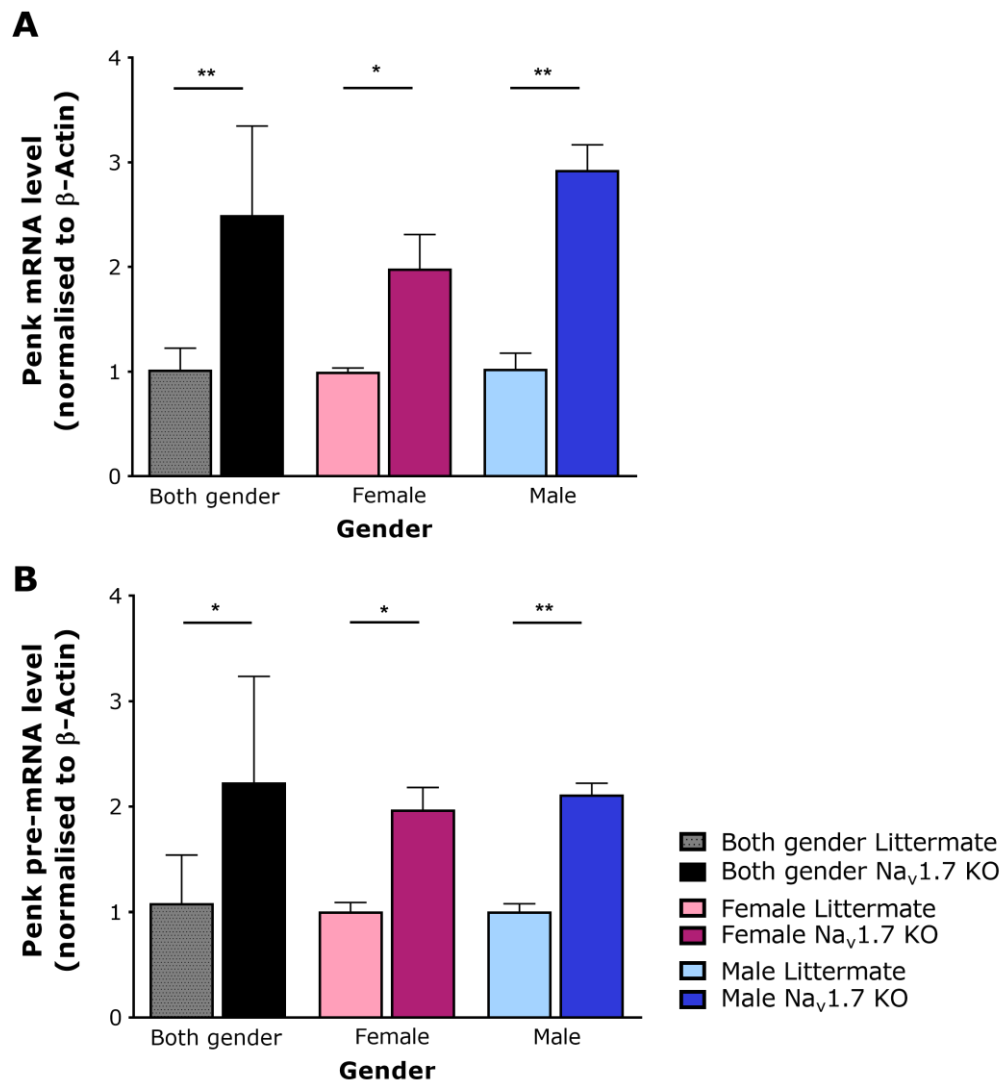 A
Penk mRNA level
(normalised to β-Actin)
4
3
2
1
0
**
*
**
Both gender
Female
Male
Gender
B
Penk pre-mRNA level
(normalised to β-Actin)
4
3
2
1
0
*
*
**
Both gender
Female
Male
Gender
Both gender Littermate
Both gender Naᵥ1.7 KO
Female Littermate
Female Naᵥ1.7 KO
Male Littermate
Male Naᵥ1.7 KO